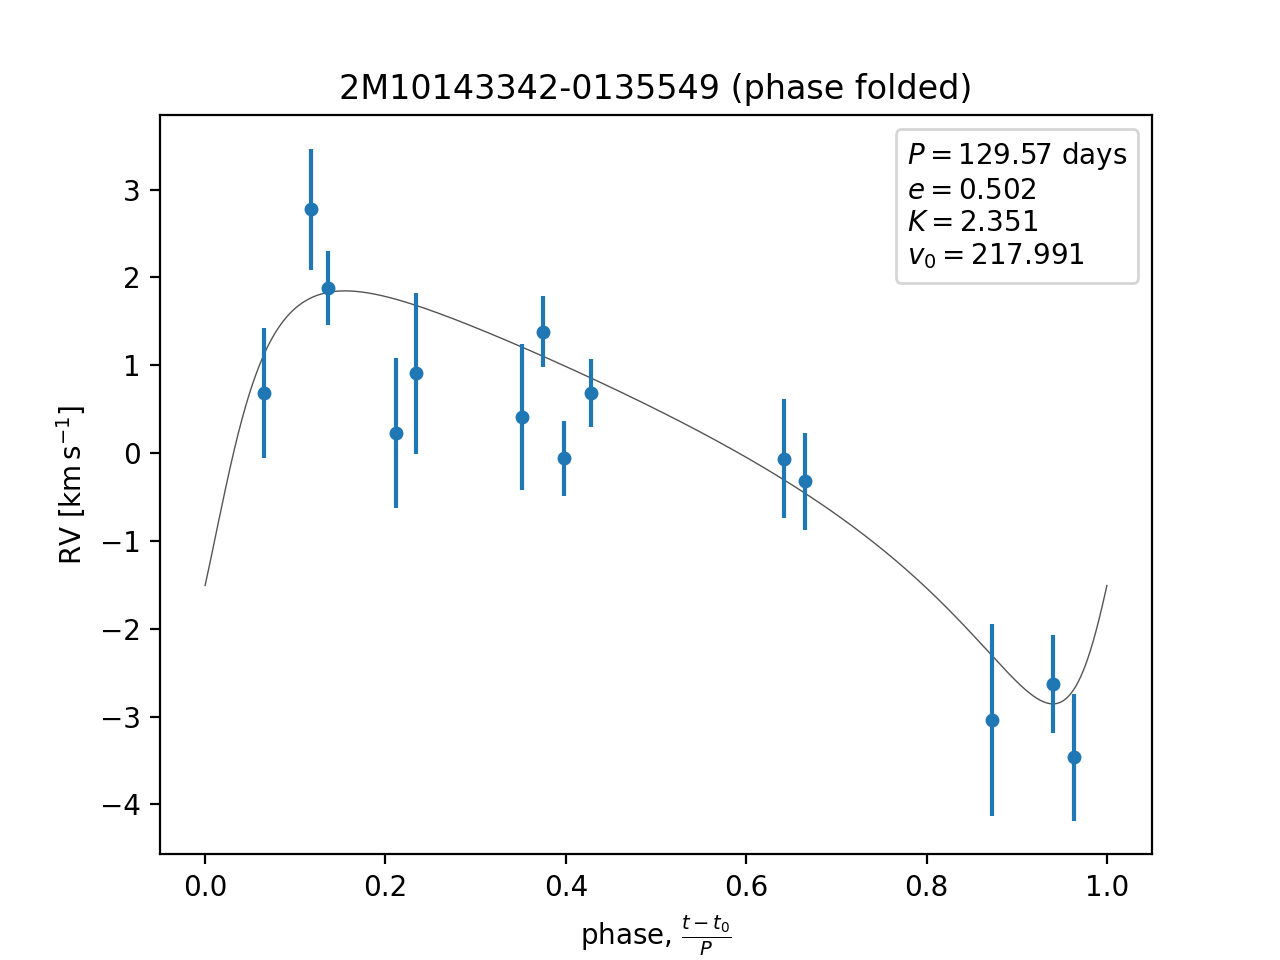 2M10143342-0135549 (phase folded)
P = 129.57 days
e = 0.502
K = 2.351
v₀ = 217.991
RV [km s⁻¹]
3
2
1
0
−1
−2
−3
−4
0.0 0.2 0.4 0.6 0.8 1.0
phase, (t − t₀)/P